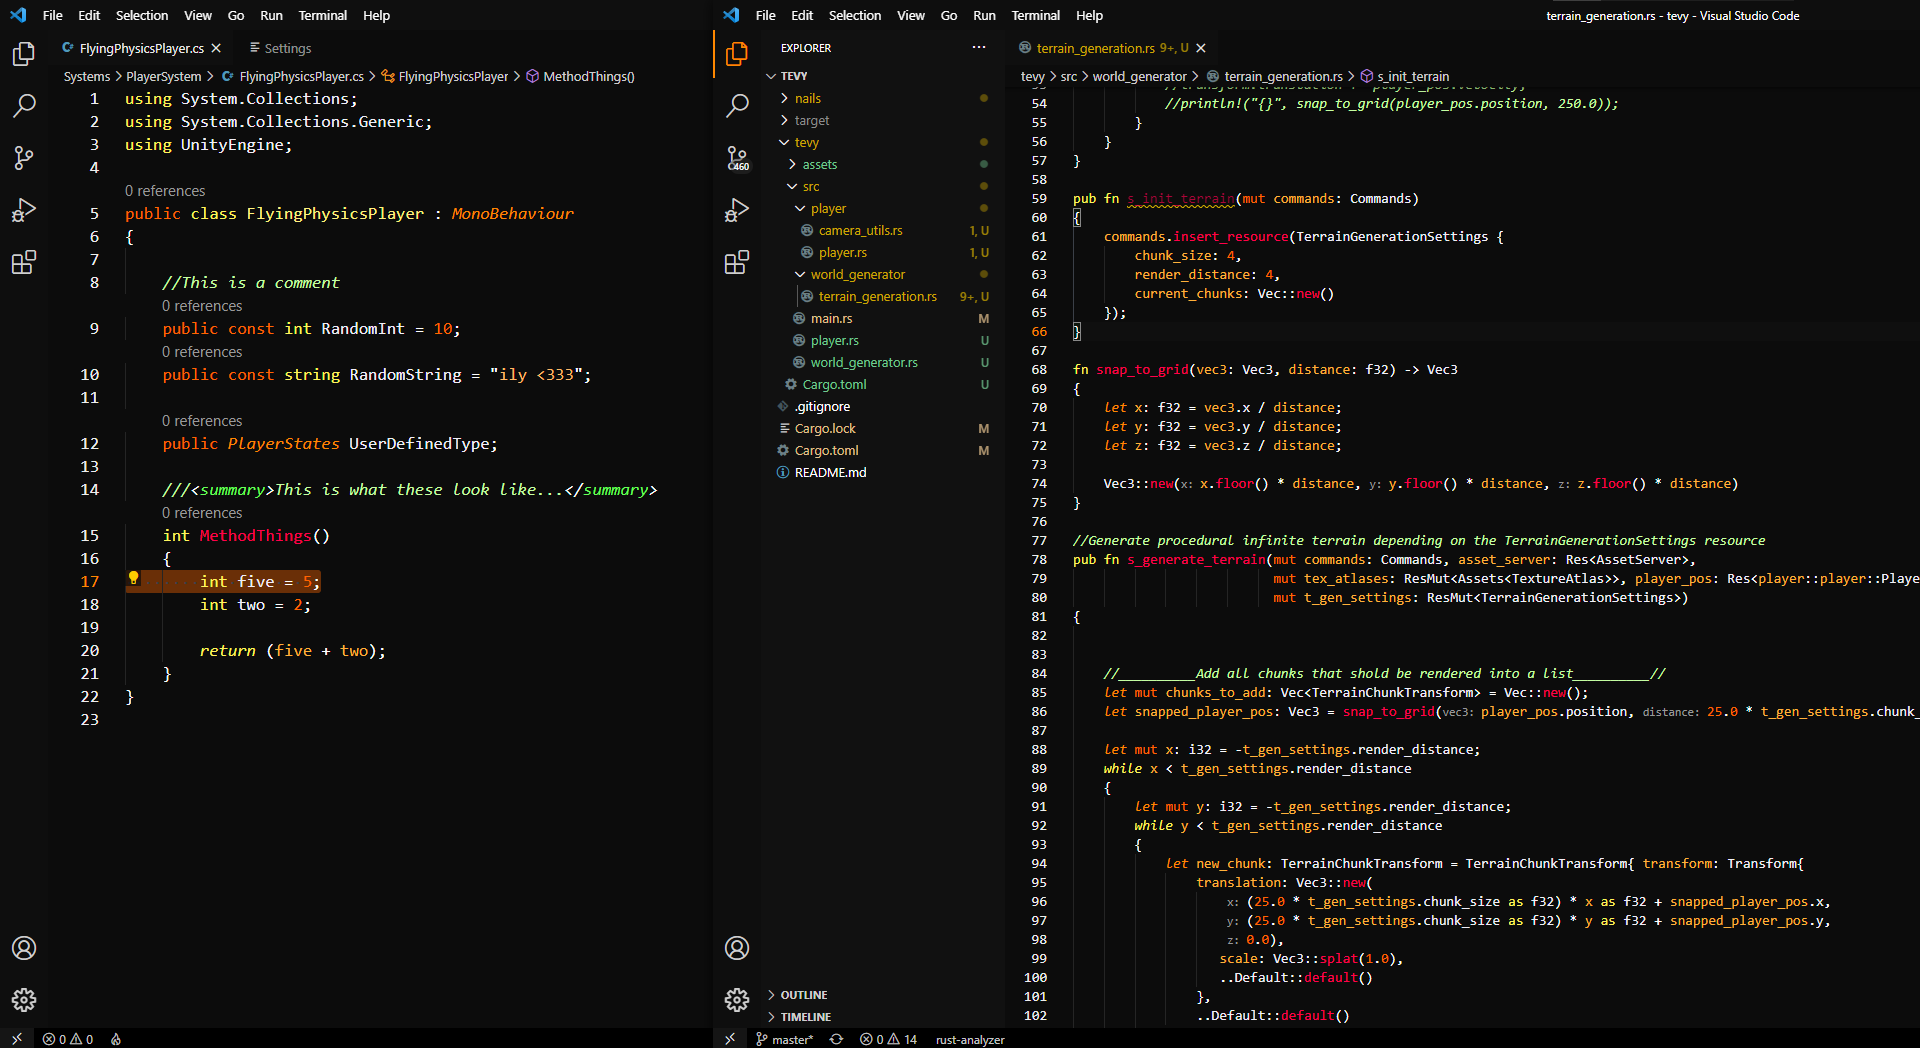 File Edit Selection View Go Run Terminal Help
FlyingPhysicsPlayer.cs
Settings
Systems > PlayerSystem > FlyingPhysicsPlayer.cs > FlyingPhysicsPlayer > MethodThings()
1 using System.Collections;
2 using System.Collections.Generic;
3 using UnityEngine;
4
0 references
5 public class FlyingPhysicsPlayer : MonoBehaviour
6 {
7
8 //This is a comment
0 references
9 public const int RandomInt = 10;
0 references
10 public const string RandomString = "ily <333";
11
0 references
12 public PlayerStates UserDefinedType;
13
14 ///<summary>This is what these look like...</summary>
0 references
15 int MethodThings()
16 {
17 int five = 5;
18 int two = 2;
19
20 return (five + two);
21 }
22 }
23
0 0
File Edit Selection View Go Run Terminal Help
terrain_generation.rs - tevy - Visual Studio Code
460
EXPLORER
TEVY
nails
target
tevy
assets
src
player
camera_utils.rs 1, U
player.rs 1, U
world_generator
terrain_generation.rs 9+, U
main.rs M
player.rs U
world_generator.rs U
Cargo.toml U
.gitignore
Cargo.lock M
Cargo.toml M
README.md
OUTLINE
TIMELINE
terrain_generation.rs 9+, U
tevy > src > world_generator > terrain_generation.rs > s_init_terrain
54 //println!("{}", snap_to_grid(player_pos.position, 250.0));
55 }
56 }
57 }
58
59 pub fn s_init_terrain(mut commands: Commands)
60 {
61 commands.insert_resource(TerrainGenerationSettings {
62 chunk_size: 4,
63 render_distance: 4,
64 current_chunks: Vec::new()
65 });
66 }
67
68 fn snap_to_grid(vec3: Vec3, distance: f32) -> Vec3
69 {
70 let x: f32 = vec3.x / distance;
71 let y: f32 = vec3.y / distance;
72 let z: f32 = vec3.z / distance;
73
74 Vec3::new(x: x.floor() * distance, y: y.floor() * distance, z: z.floor() * distance)
75 }
76
77 //Generate procedural infinite terrain depending on the TerrainGenerationSettings resource
78 pub fn s_generate_terrain(mut commands: Commands, asset_server: Res<AssetServer>,
79 mut tex_atlases: ResMut<Assets<TextureAtlas>>, player_pos: Res<player::player::Playe
80 mut t_gen_settings: ResMut<TerrainGenerationSettings>)
81 {
82
83
84 //__________Add all chunks that shold be rendered into a list__________//
85 let mut chunks_to_add: Vec<TerrainChunkTransform> = Vec::new();
86 let snapped_player_pos: Vec3 = snap_to_grid(vec3: player_pos.position, distance: 25.0 * t_gen_settings.chunk_
87
88 let mut x: i32 = -t_gen_settings.render_distance;
89 while x < t_gen_settings.render_distance
90 {
91 let mut y: i32 = -t_gen_settings.render_distance;
92 while y < t_gen_settings.render_distance
93 {
94 let new_chunk: TerrainChunkTransform = TerrainChunkTransform{ transform: Transform{
95 translation: Vec3::new(
96 x: (25.0 * t_gen_settings.chunk_size as f32) * x as f32 + snapped_player_pos.x,
97 y: (25.0 * t_gen_settings.chunk_size as f32) * y as f32 + snapped_player_pos.y,
98 z: 0.0),
99 scale: Vec3::splat(1.0),
100 ..Default::default()
101 },
102 ..Default::default()
master* 0 14 rust-analyzer